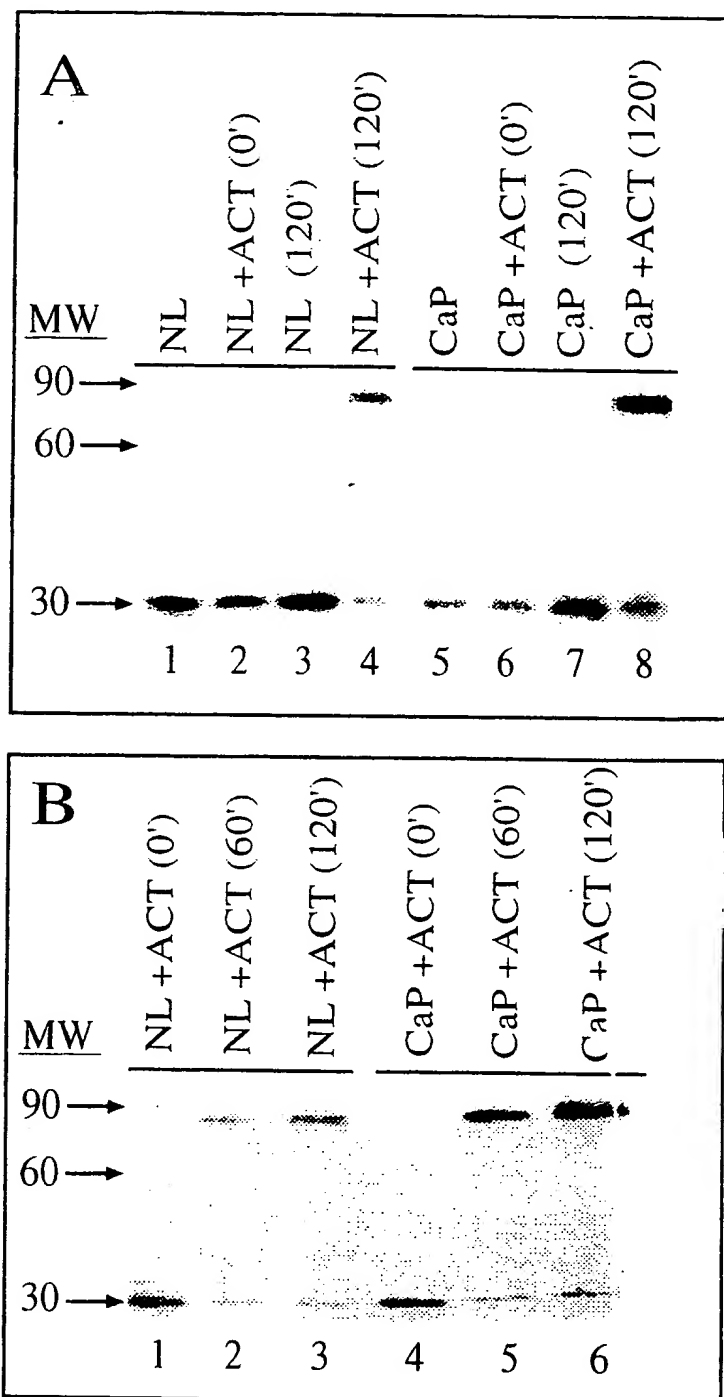 A
NL
NL +ACT (0')
NL (120')
NL +ACT (120')
CaP
CaP +ACT (0')
CaP (120')
CaP +ACT (120')
MW
90
60
30
1 2 3 4 5 6 7 8
B
NL +ACT (0')
NL +ACT (60')
NL +ACT (120')
CaP +ACT (0')
CaP +ACT (60')
CaP +ACT (120')
MW
90
60
30
1 2 3 4 5 6